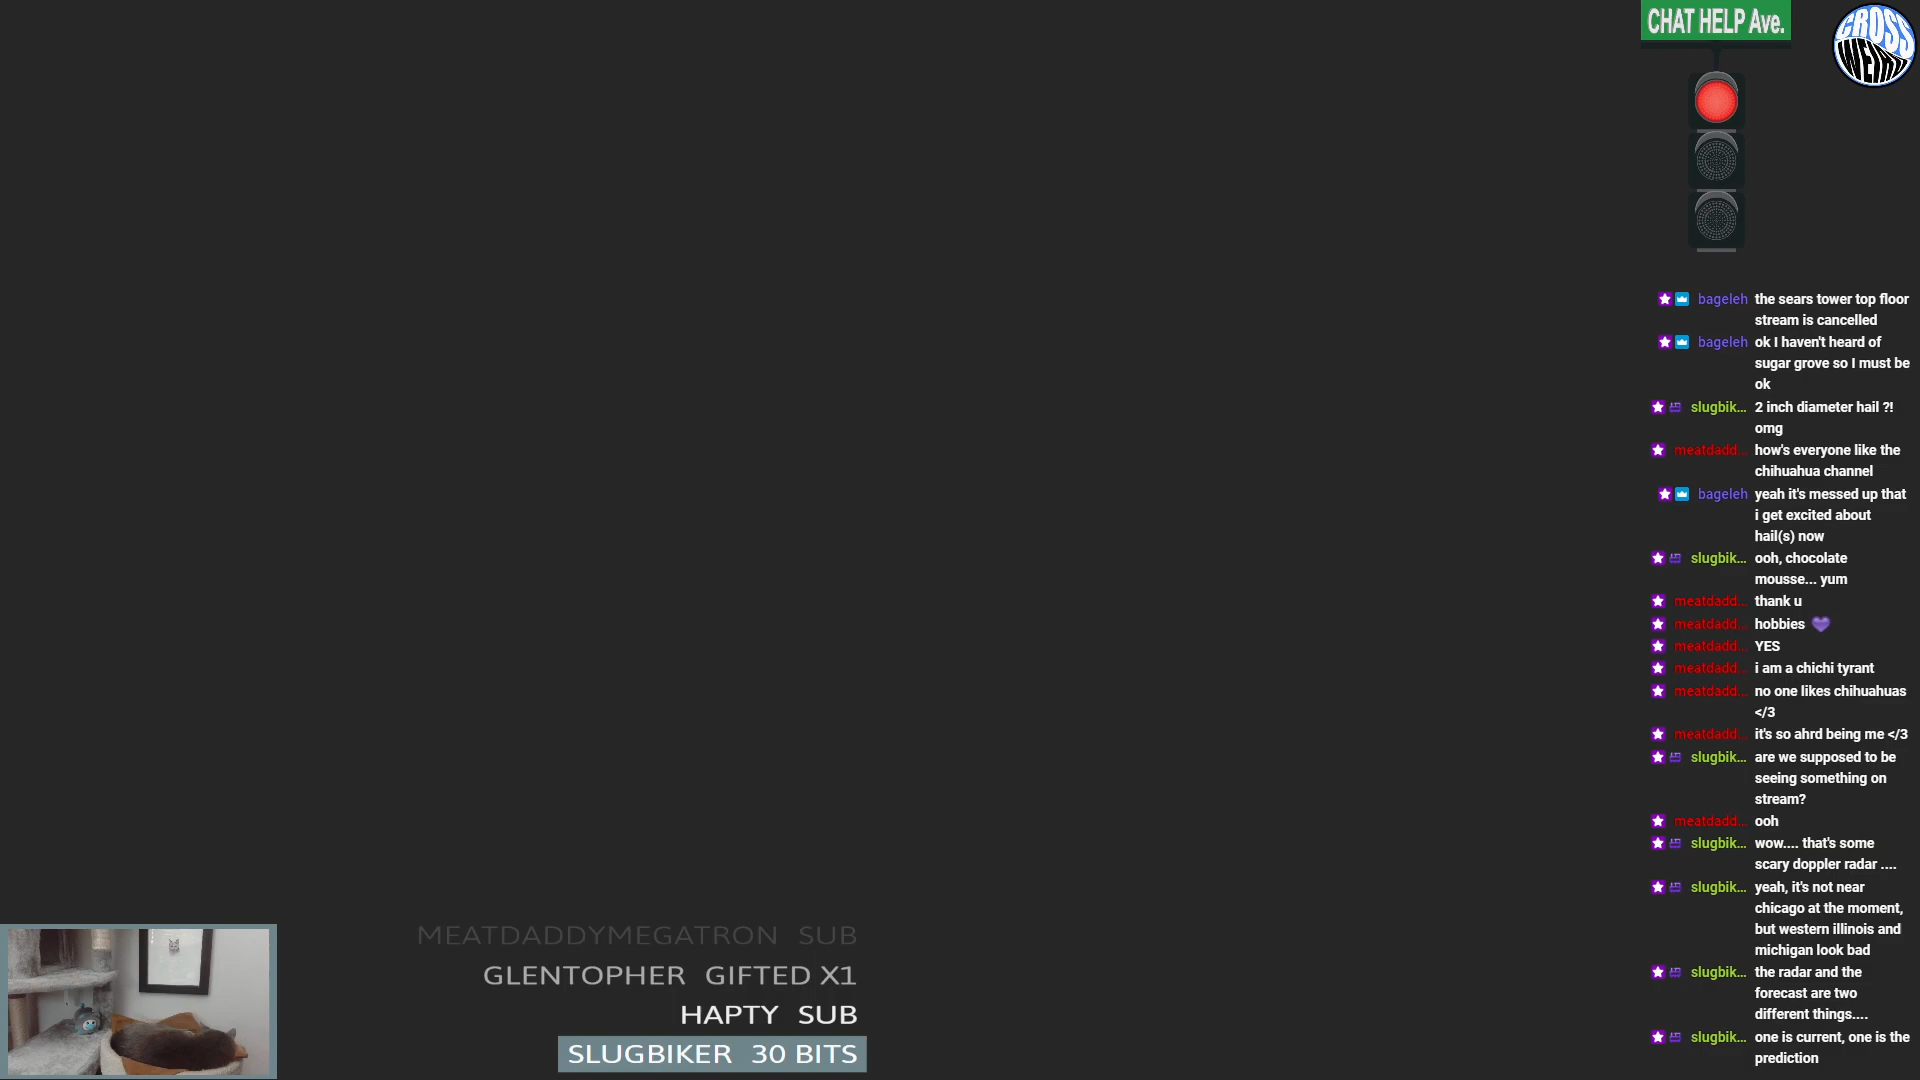 CHAT HELP Ave.
CROSS
WEIRD
bageleh the sears tower top floor
stream is cancelled
bageleh ok I haven't heard of
sugar grove so I must be
ok
slugbik... 2 inch diameter hail ?!
omg
meatdadd... how's everyone like the
chihuahua channel
bageleh yeah it's messed up that
i get excited about
hail(s) now
slugbik... ooh, chocolate
mousse... yum
meatdadd... thank u
meatdadd... hobbies
meatdadd... YES
meatdadd... i am a chichi tyrant
meatdadd... no one likes chihuahuas
</3
meatdadd... it's so ahrd being me </3
slugbik... are we supposed to be
seeing something on
stream?
meatdadd... ooh
slugbik... wow.... that's some
scary doppler radar ....
slugbik... yeah, it's not near
chicago at the moment,
but western illinois and
michigan look bad
slugbik... the radar and the
forecast are two
different things....
slugbik... one is current, one is the
prediction
MEATDADDYMEGATRON SUB
GLENTOPHER GIFTED X1
HAPTY SUB
SLUGBIKER 30 BITS